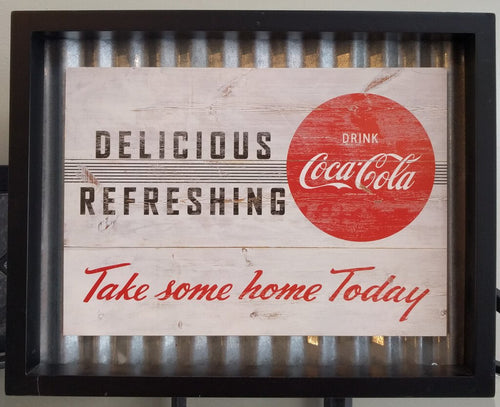 DELICIOUS
REFRESHING
DRINK
Coca-Cola
Take some home Today